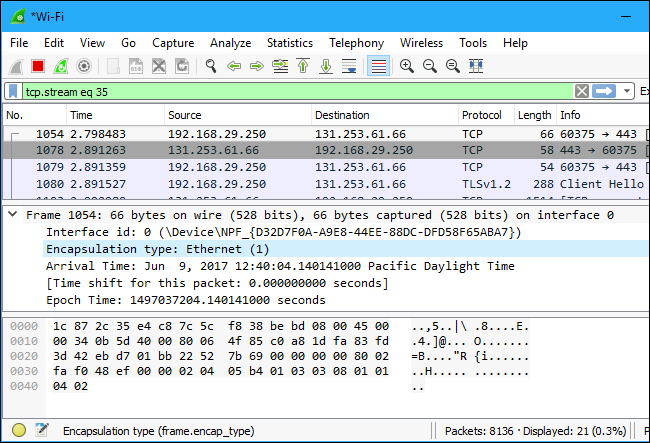 *Wi-Fi
File Edit View Go Capture Analyze Statistics Telephony Wireless Tools Help
tcp.stream eq 35
No. Time Source Destination Protocol Length Info
1054 2.798483 192.168.29.250 131.253.61.66 TCP 66 60375 → 443 [
1078 2.891263 131.253.61.66 192.168.29.250 TCP 58 443 → 60375 [
1079 2.891359 192.168.29.250 131.253.61.66 TCP 54 60375 → 443 [
1080 2.891527 192.168.29.250 131.253.61.66 TLSv1.2 288 Client Hello
Frame 1054: 66 bytes on wire (528 bits), 66 bytes captured (528 bits) on interface 0
Interface id: 0 (\Device\NPF_{D32D7F0A-A9E8-44EE-88DC-DFD58F65ABA7})
Encapsulation type: Ethernet (1)
Arrival Time: Jun  9, 2017 12:40:04.140141000 Pacific Daylight Time
[Time shift for this packet: 0.000000000 seconds]
Epoch Time: 1497037204.140141000 seconds
0000 1c 87 2c 35 e4 c8 7c 5c f8 38 be bd 08 00 45 00 ..,5..|\ .8....E.
0010 00 34 0b 5d 40 00 80 06 4f 85 c0 a8 1d fa 83 fd .4.]@... O.......
0020 3d 42 eb d7 01 bb 22 52 7b 69 00 00 00 00 80 02 =B...."R {i......
0030 fa f0 48 ef 00 00 02 04 05 b4 01 03 03 08 01 01 ..H..... ........
0040 04 02 ..
Encapsulation type (frame.encap_type) Packets: 8136 · Displayed: 21 (0.3%)